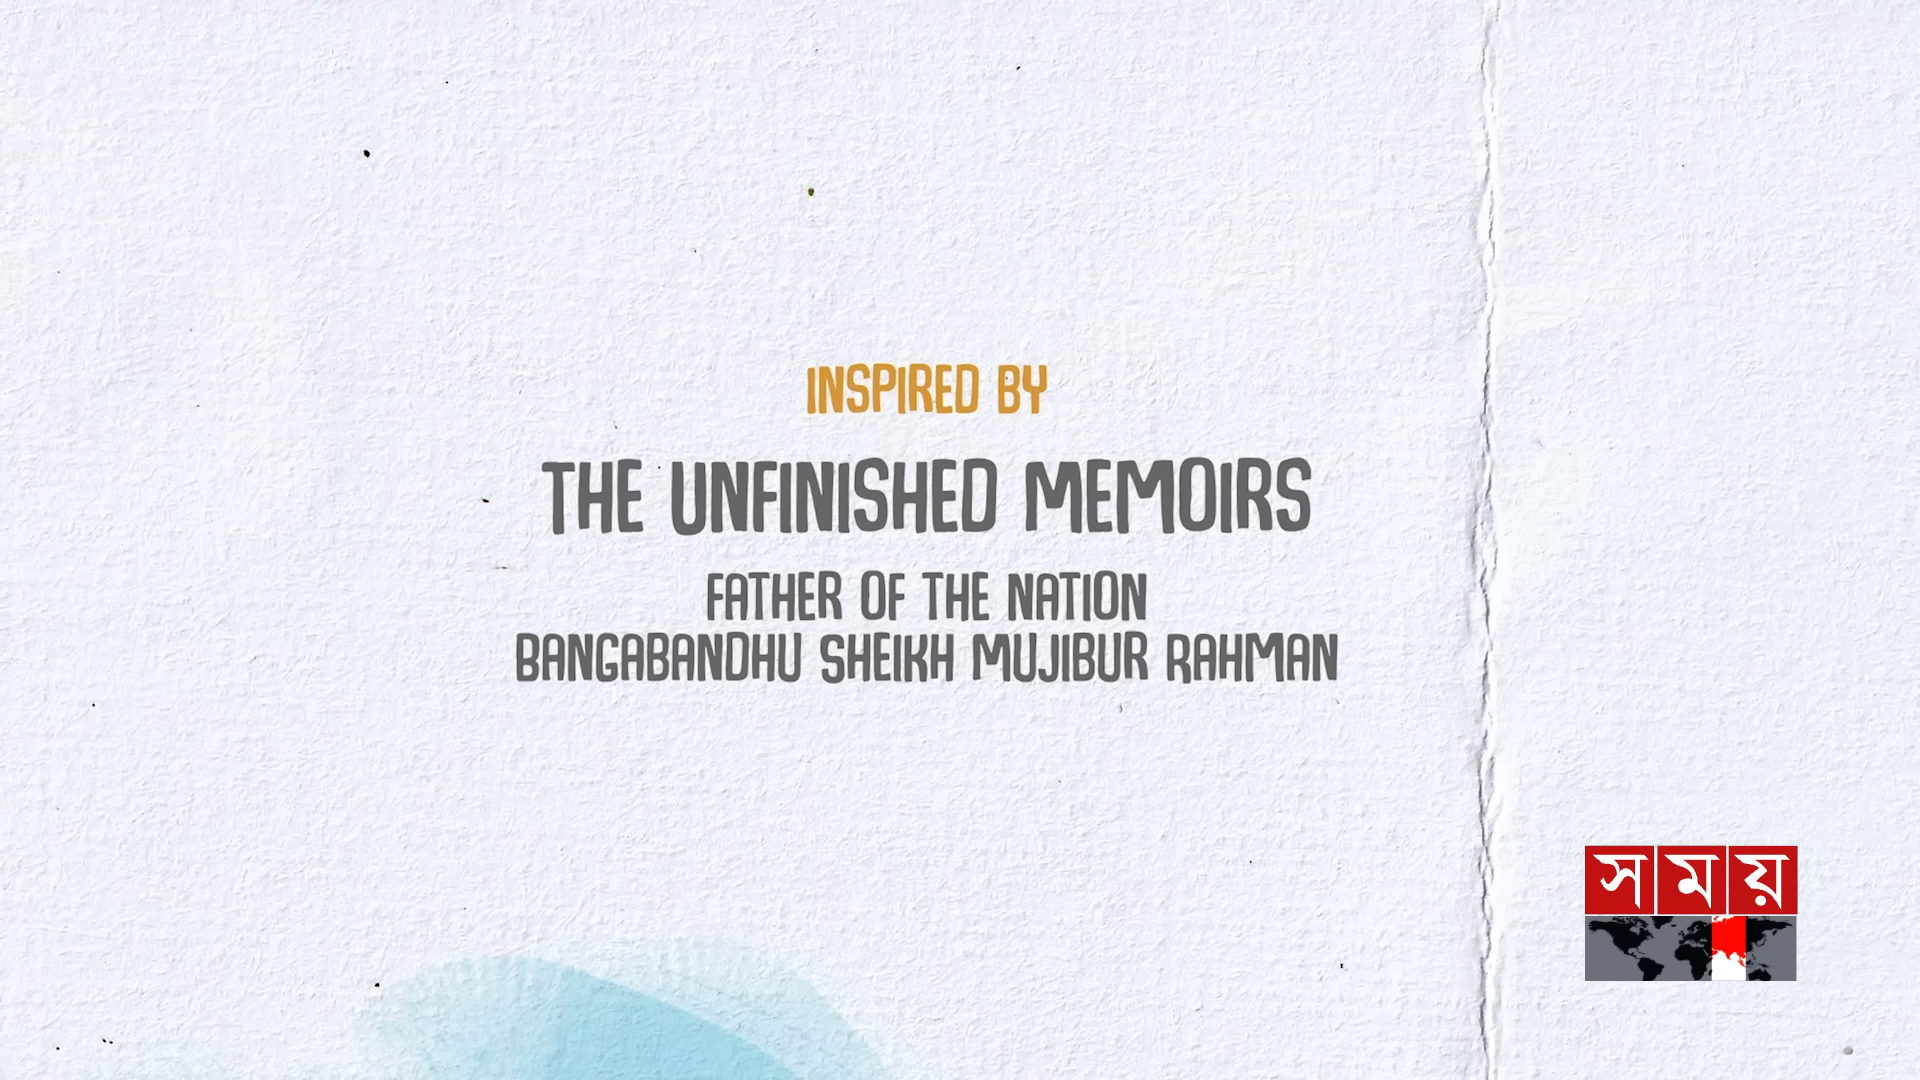 INSPIRED BY
THE UNFINISHED MEMOIRS
FATHER OF THE NATION
BANGABANDHU SHEIKH MUJIBUR RAHMAN
সময়